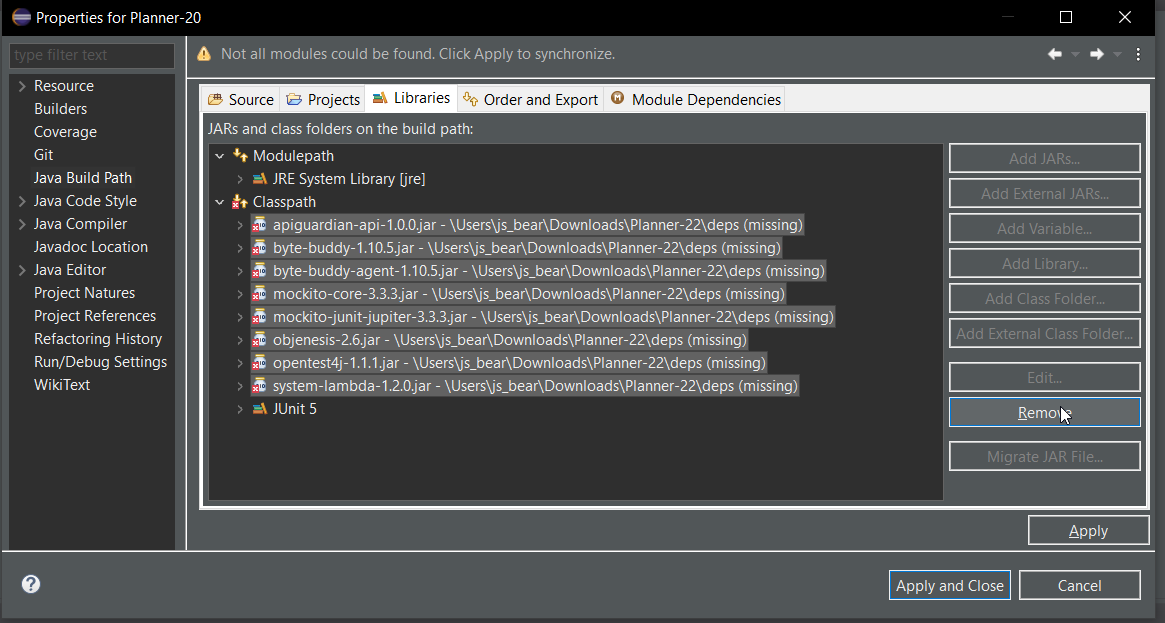 Properties for Planner-20
type filter text
Resource
Builders
Coverage
Git
Java Build Path
Java Code Style
Java Compiler
Javadoc Location
Java Editor
Project Natures
Project References
Refactoring History
Run/Debug Settings
WikiText
Not all modules could be found. Click Apply to synchronize.
Source Projects Libraries Order and Export Module Dependencies
JARs and class folders on the build path:
Modulepath
JRE System Library [jre]
Classpath
apiguardian-api-1.0.0.jar - \Users\js_bear\Downloads\Planner-22\deps (missing)
byte-buddy-1.10.5.jar - \Users\js_bear\Downloads\Planner-22\deps (missing)
byte-buddy-agent-1.10.5.jar - \Users\js_bear\Downloads\Planner-22\deps (missing)
mockito-core-3.3.3.jar - \Users\js_bear\Downloads\Planner-22\deps (missing)
mockito-junit-jupiter-3.3.3.jar - \Users\js_bear\Downloads\Planner-22\deps (missing)
objenesis-2.6.jar - \Users\js_bear\Downloads\Planner-22\deps (missing)
opentest4j-1.1.1.jar - \Users\js_bear\Downloads\Planner-22\deps (missing)
system-lambda-1.2.0.jar - \Users\js_bear\Downloads\Planner-22\deps (missing)
JUnit 5
Add JARs...
Add External JARs...
Add Variable...
Add Library...
Add Class Folder...
Add External Class Folder...
Edit...
Remove
Migrate JAR File...
Apply
Apply and Close
Cancel